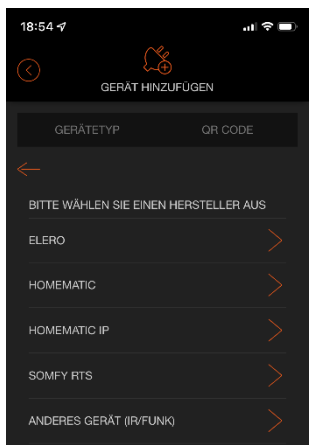 18:54
GERÄT HINZUFÜGEN
GERÄTETYP QR CODE
BITTE WÄHLEN SIE EINEN HERSTELLER AUS
ELERO
HOMEMATIC
HOMEMATIC IP
SOMFY RTS
ANDERES GERÄT (IR/FUNK)